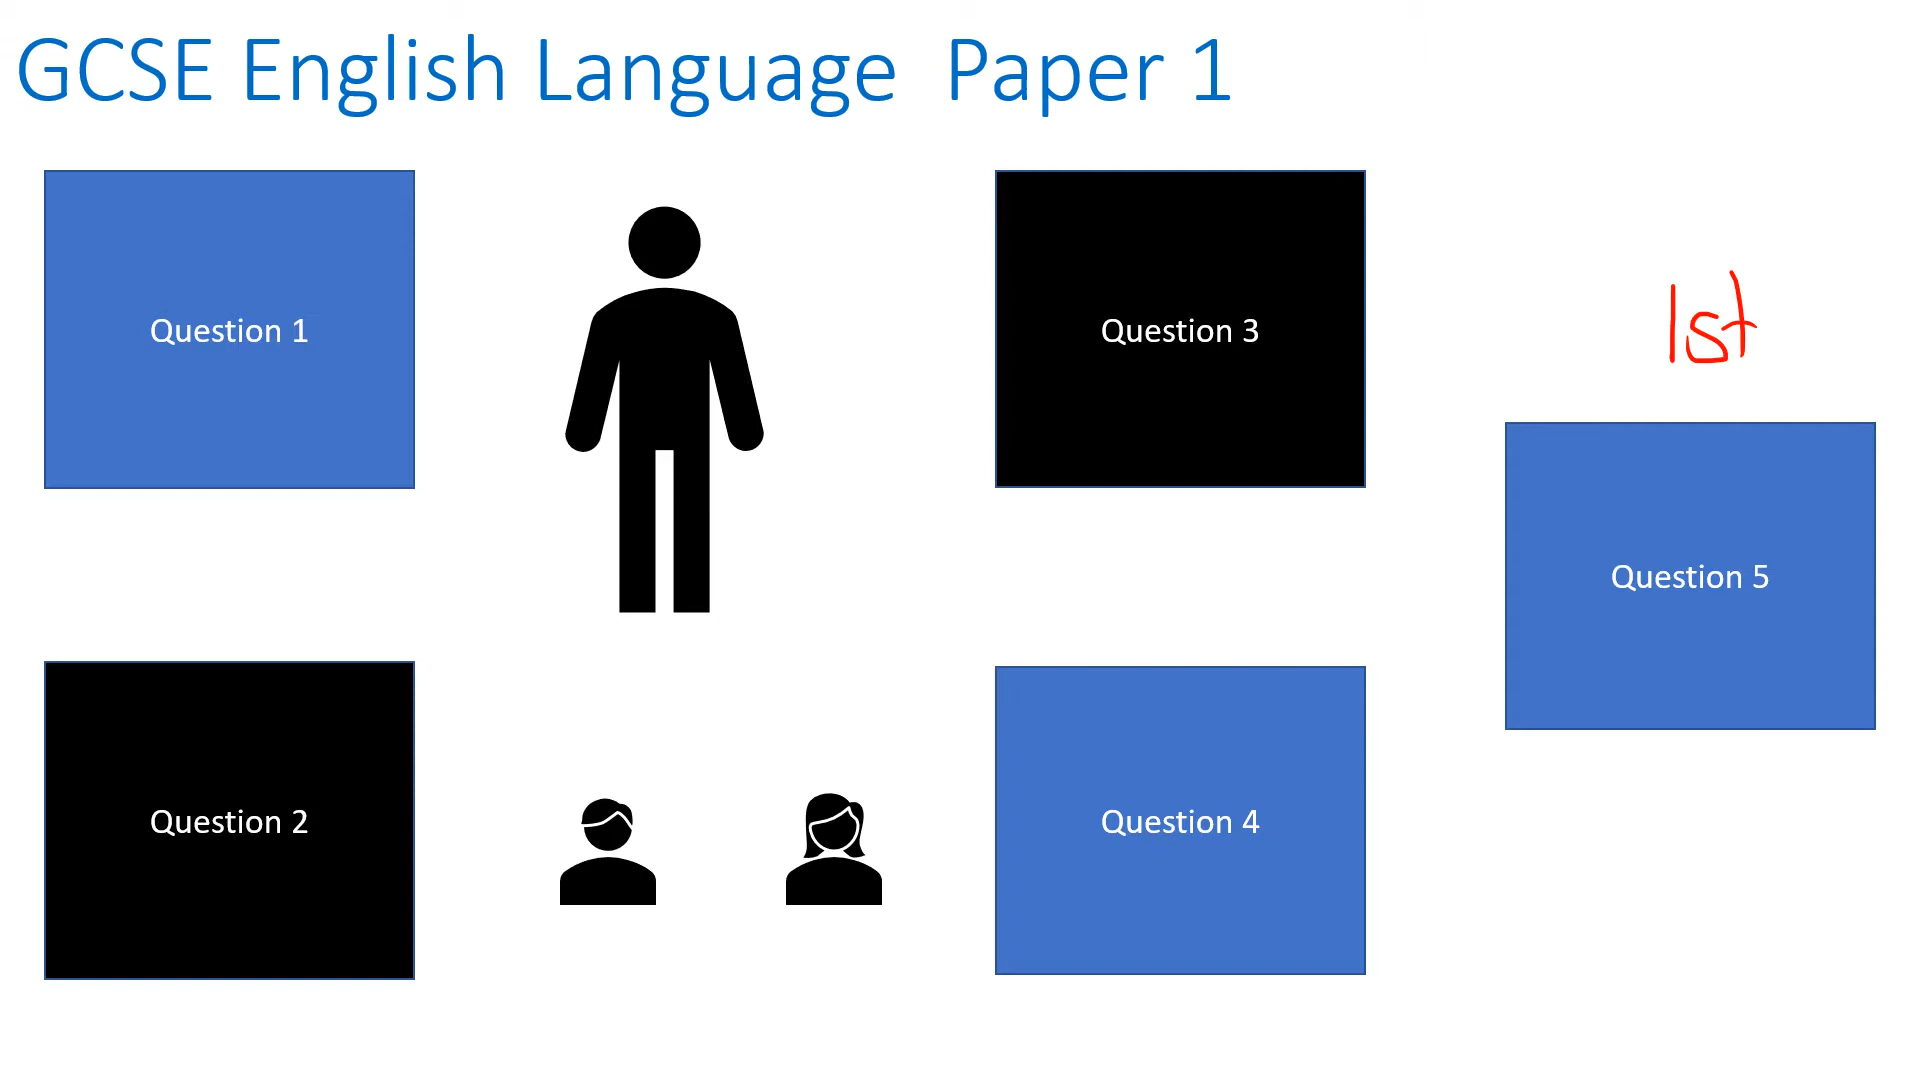 GCSE English Language Paper 1
Question 1
Question 2
Question 3
Question 4
1st
Question 5